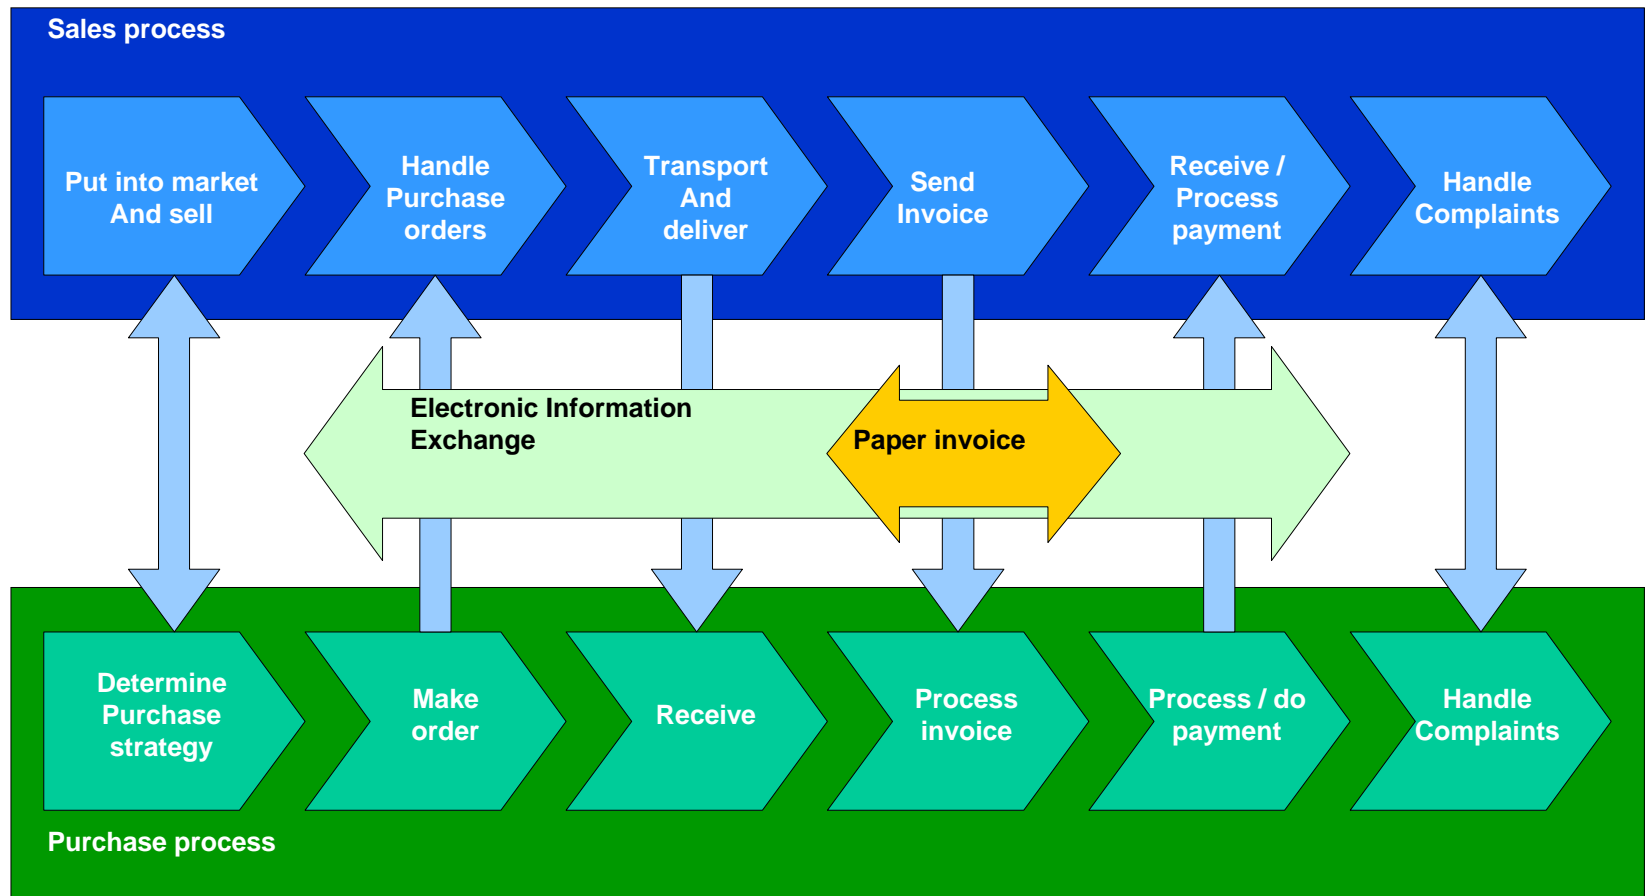 Sales process
Put into market
And sell
Handle
Purchase
orders
Transport
And
deliver
Send
Invoice
Receive /
Process
payment
Handle
Complaints
Electronic Information
Exchange
Paper invoice
Determine
Purchase
strategy
Make
order
Receive
Process
invoice
Process / do
payment
Handle
Complaints
Purchase process